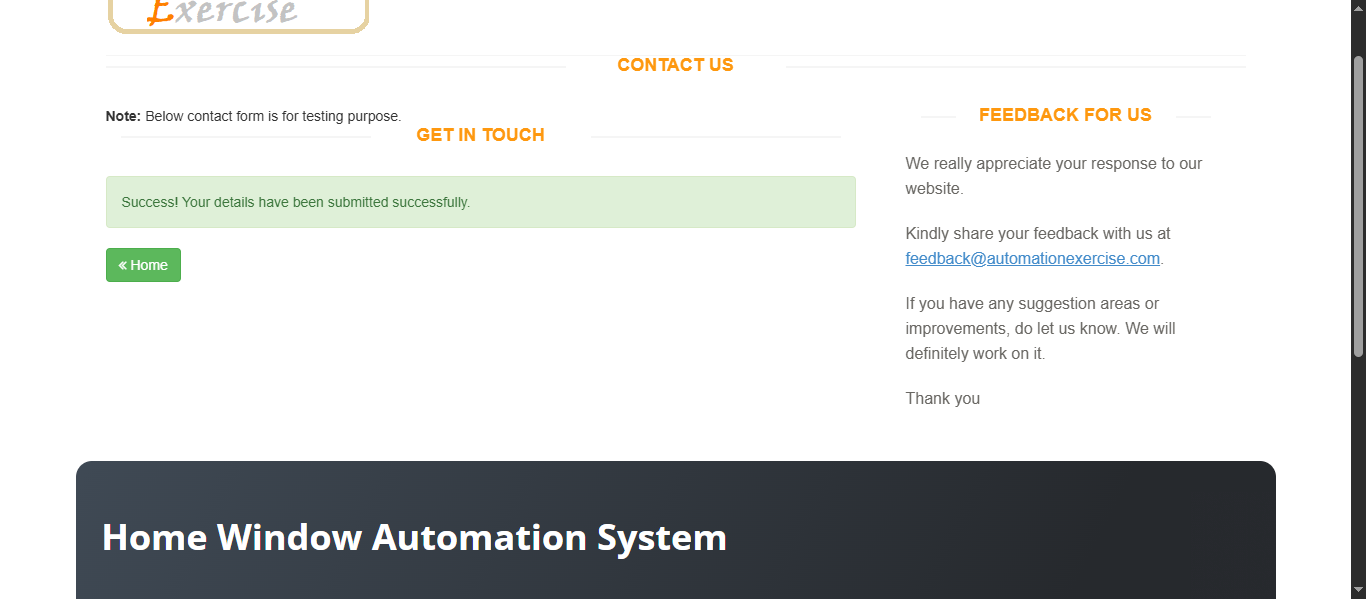 Exercise
CONTACT US
Note: Below contact form is for testing purpose.
GET IN TOUCH
Success! Your details have been submitted successfully.
« Home
FEEDBACK FOR US
We really appreciate your response to our
website.
Kindly share your feedback with us at
feedback@automationexercise.com.
If you have any suggestion areas or
improvements, do let us know. We will
definitely work on it.
Thank you
Home Window Automation System